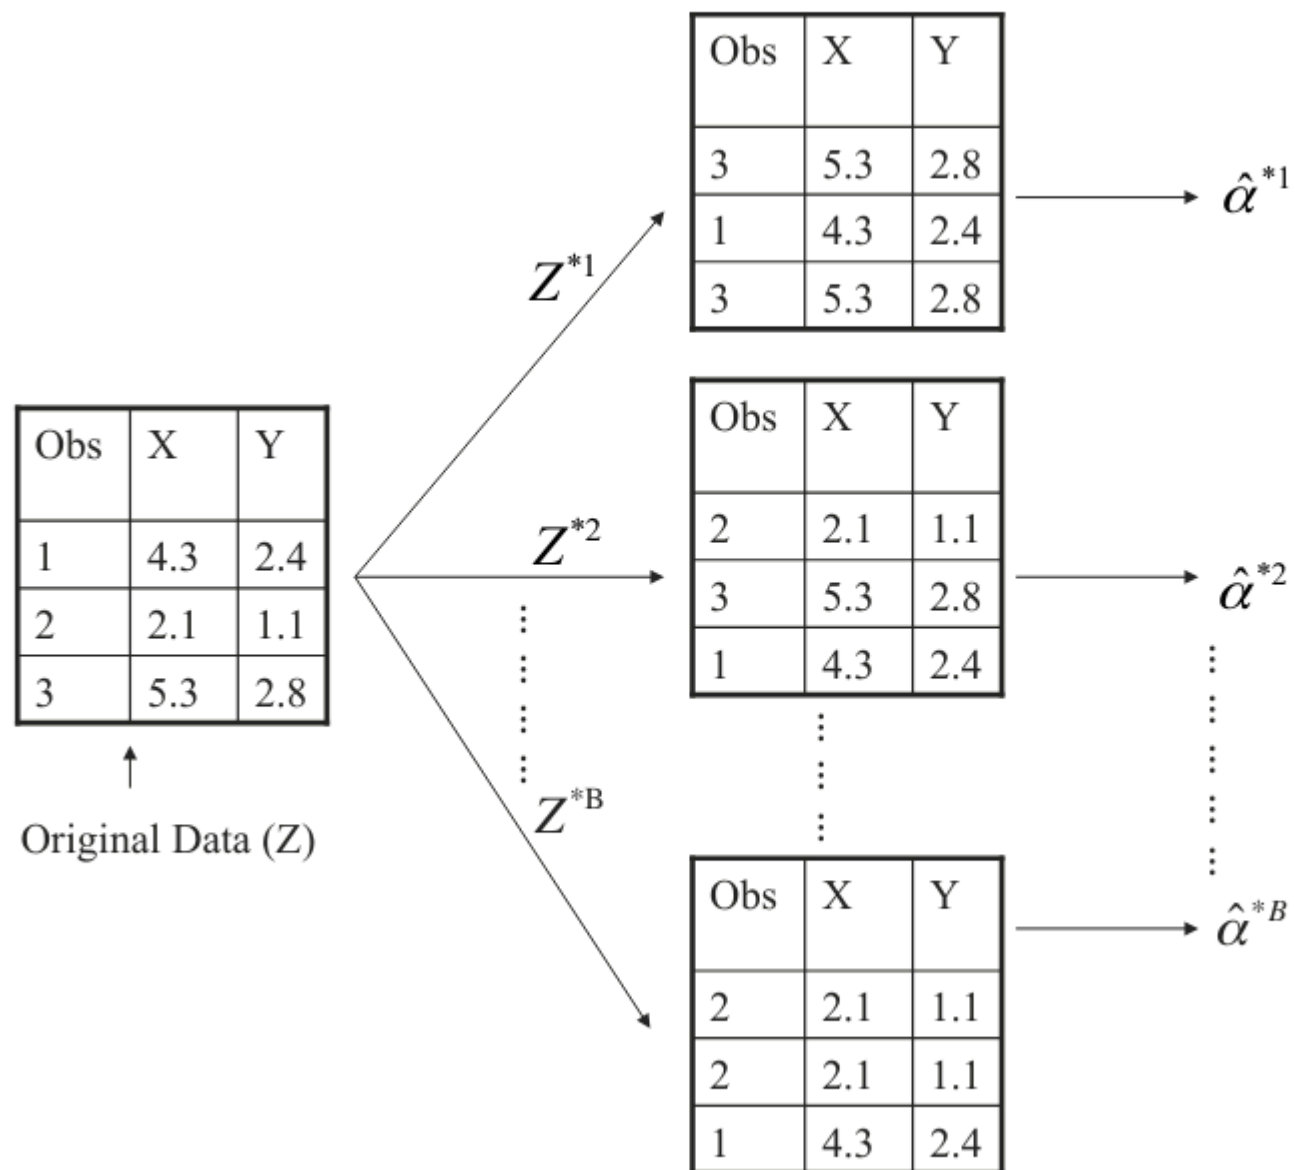 Obs X Y
3 5.3 2.8
1 4.3 2.4
3 5.3 2.8
α̂*1
Z*1
Obs X Y
1 4.3 2.4
2 2.1 1.1
3 5.3 2.8
Original Data (Z)
Z*2
Obs X Y
2 2.1 1.1
3 5.3 2.8
1 4.3 2.4
α̂*2
Z*B
Obs X Y
2 2.1 1.1
2 2.1 1.1
1 4.3 2.4
α̂*B